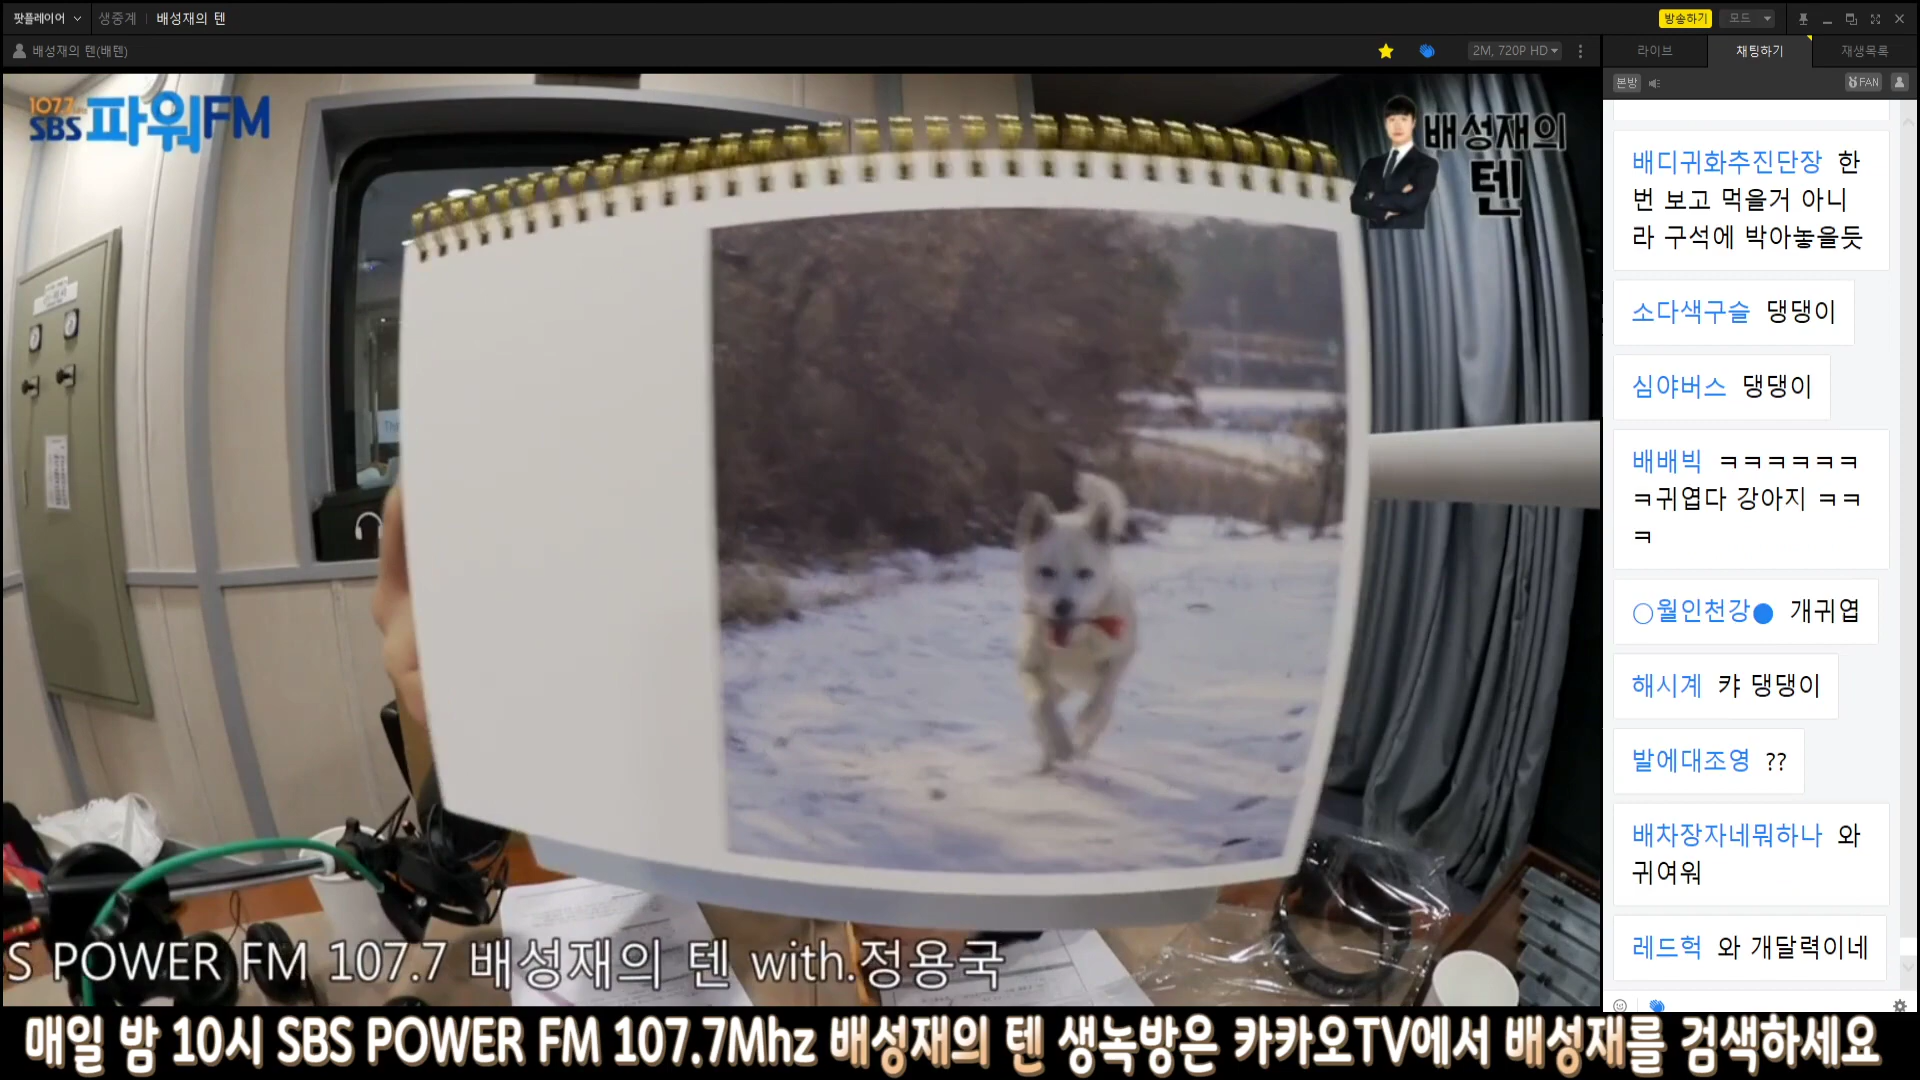 팟플레이어
생중계
배성재의 텐
방송하기
모드
배성재의 텐(배텐)
2M, 720P HD
라이브
채팅하기
재생목록
본방
FAN
107.7
SBS 파워FM
배성재의
텐
배디귀화추진단장 한
번 보고 먹을거 아니
라 구석에 박아놓을듯
소다색구슬 댕댕이
심야버스 댕댕이
배배빅 ㅋㅋㅋㅋㅋㅋ
ㅋ귀엽다 강아지 ㅋㅋ
ㅋ
○월인천강● 개귀엽
해시계 캬 댕댕이
발에대조영 ??
배차장자네뭐하나 와
귀여워
레드헉 와 개달력이네
S POWER FM 107.7 배성재의 텐 with.정용국
매일 밤 10시 SBS POWER FM 107.7Mhz 배성재의 텐 생녹방은 카카오TV에서 배성재를 검색하세요